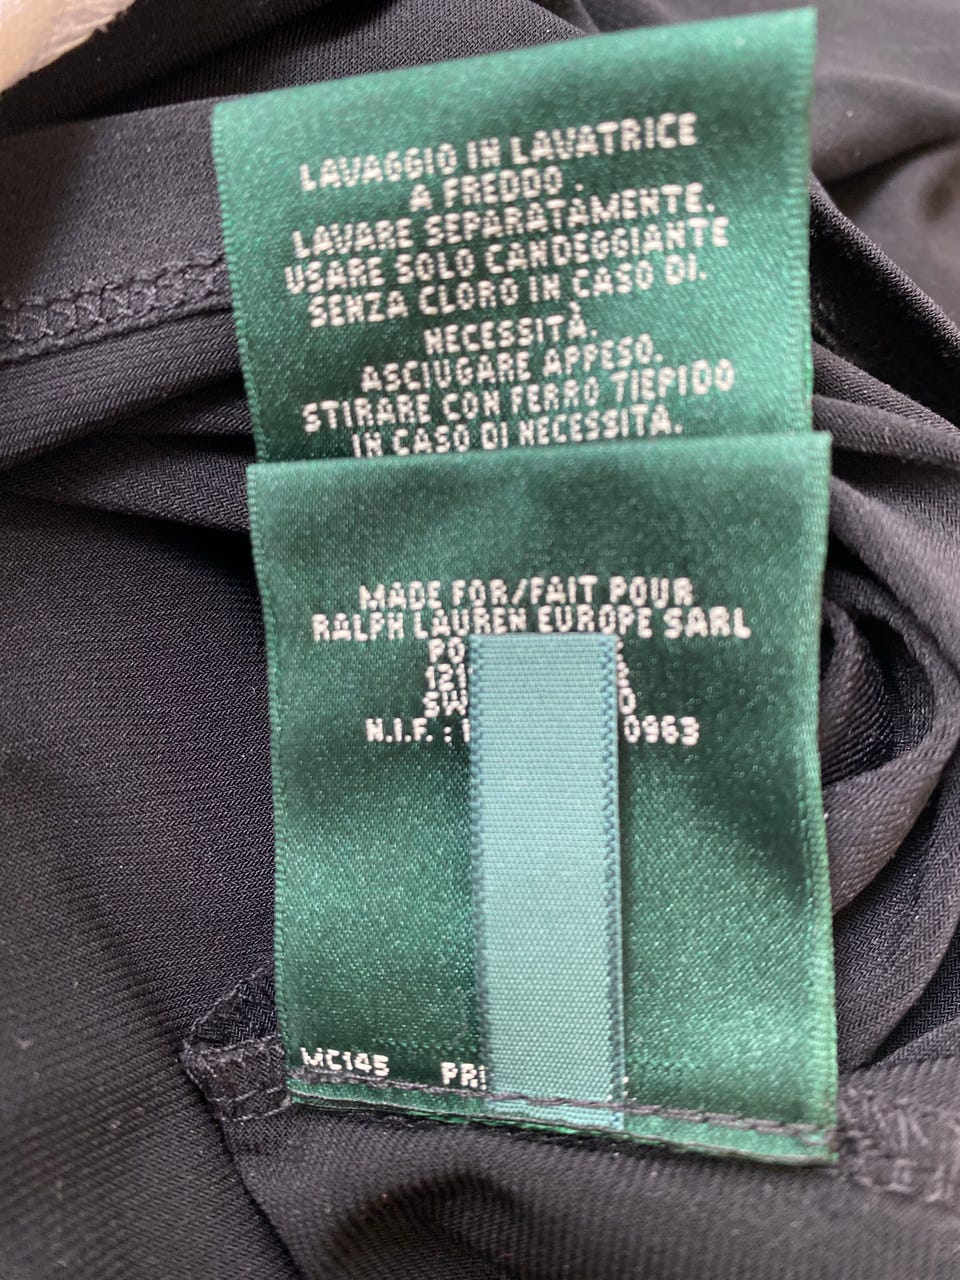 LAVAGGIO IN LAVATRICE
A FREDDO.
LAVARE SEPARATAMENTE.
USARE SOLO CANDEGGIANTE
SENZA CLORO IN CASO DI.
NECESSITÀ.
ASCIUGARE APPESO.
STIRARE CON FERRO TIEPIDO
IN CASO DI NECESSITA.
MADE FOR/FAIT POUR
RALPH LAUREN EUROPE SARL
N.I.F.: 0963
MC145